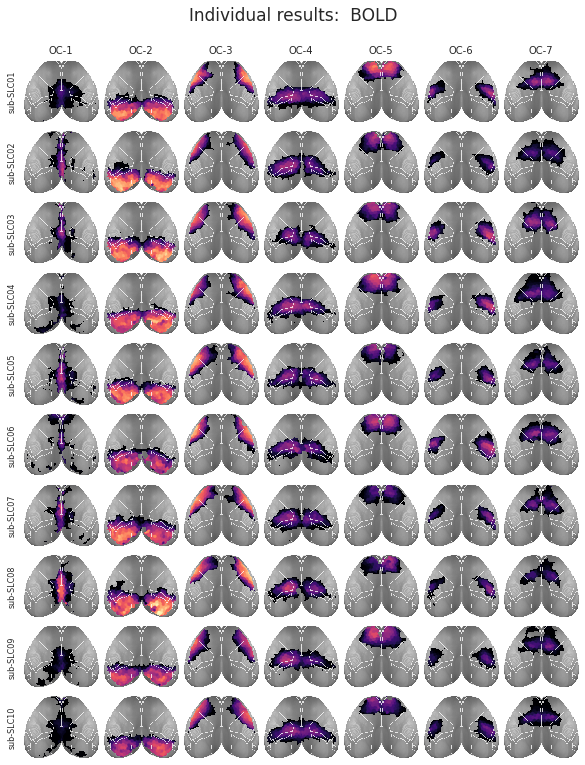 Individual results:  BOLD
OC-1 OC-2 OC-3 OC-4 OC-5 OC-6 OC-7
sub-SLC01
sub-SLC02
sub-SLC03
sub-SLC04
sub-SLC05
sub-SLC06
sub-SLC07
sub-SLC08
sub-SLC09
sub-SLC10